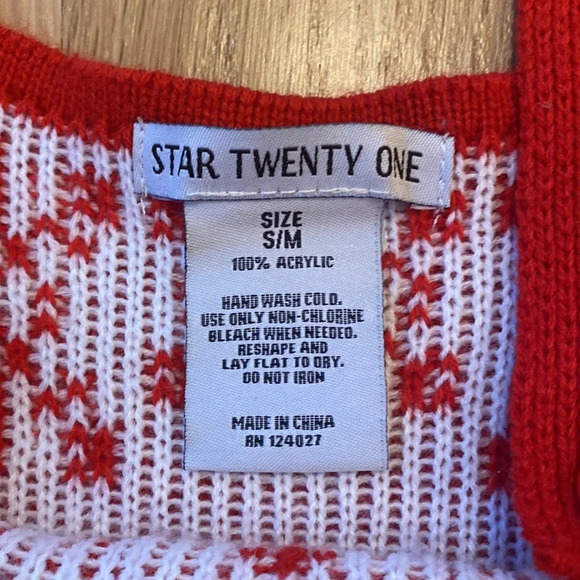 STAR TWENTY ONE
SIZE
S/M
100% ACRYLIC
HAND WASH COLD.
USE ONLY NON-CHLORINE
BLEACH WHEN NEEDED.
RESHAPE AND
LAY FLAT TO DRY.
DO NOT IRON
MADE IN CHINA
RN 124027